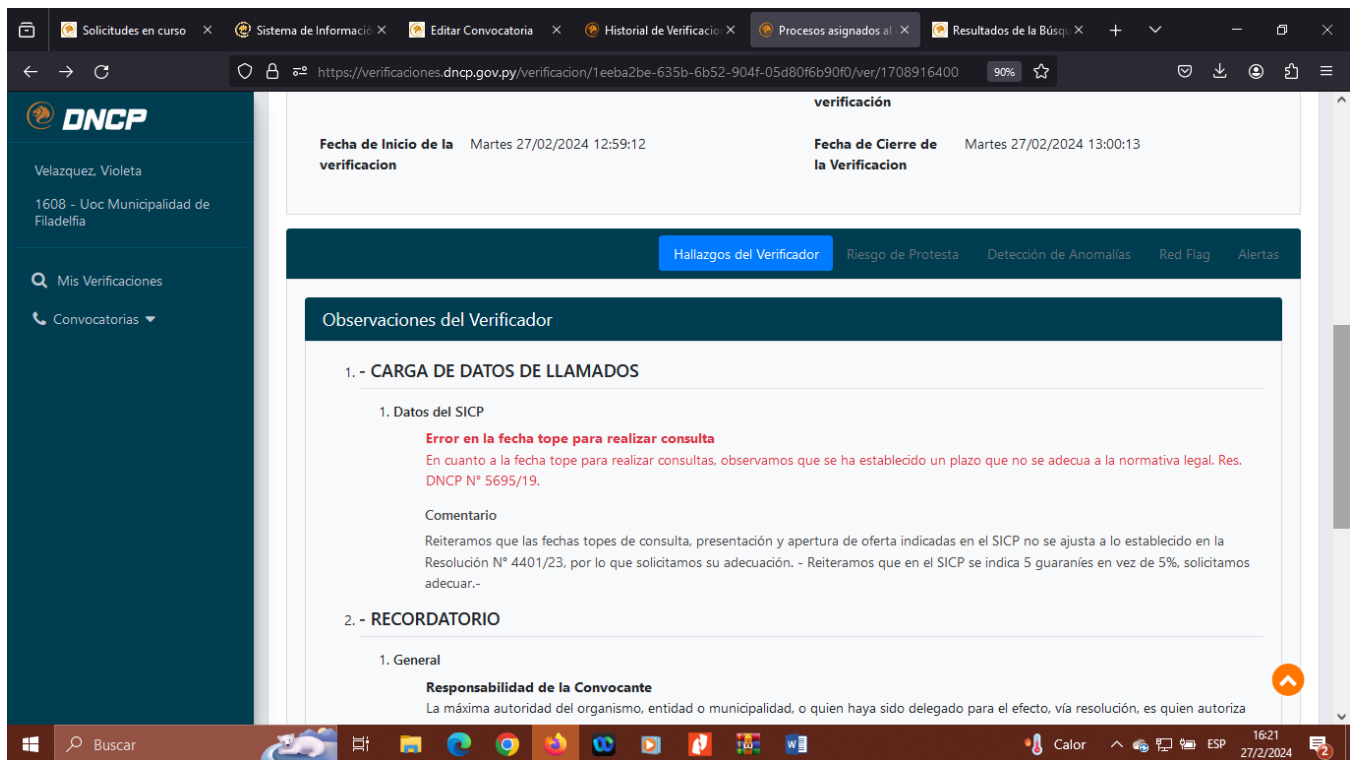 Solicitudes en curso
Sistema de Informació
Editar Convocatoria
Historial de Verificacio
Procesos asignados al
Resultados de la Búsqu
https://verificaciones.dncp.gov.py/verificacion/1eeba2be-635b-6b52-904f-05d80f6b90f0/ver/1708916400
90%
DNCP
Velazquez, Violeta
1608 - Uoc Municipalidad de
Filadelfia
Mis Verificaciones
Convocatorias
verificación
Fecha de Inicio de la
verificacion
Martes 27/02/2024 12:59:12
Fecha de Cierre de
la Verificacion
Martes 27/02/2024 13:00:13
Hallazgos del Verificador
Riesgo de Protesta
Detección de Anomalías
Red Flag
Alertas
Observaciones del Verificador
1. - CARGA DE DATOS DE LLAMADOS
1. Datos del SICP
Error en la fecha tope para realizar consulta
En cuanto a la fecha tope para realizar consultas, observamos que se ha establecido un plazo que no se adecua a la normativa legal. Res.
DNCP N° 5695/19.
Comentario
Reiteramos que las fechas topes de consulta, presentación y apertura de oferta indicadas en el SICP no se ajusta a lo establecido en la
Resolución N° 4401/23, por lo que solicitamos su adecuación. - Reiteramos que en el SICP se indica 5 guaraníes en vez de 5%, solicitamos
adecuar.-
2. - RECORDATORIO
1. General
Responsabilidad de la Convocante
La máxima autoridad del organismo, entidad o municipalidad, o quien haya sido delegado para el efecto, vía resolución, es quien autoriza
Buscar
Calor
ESP
16:21
27/2/2024
2